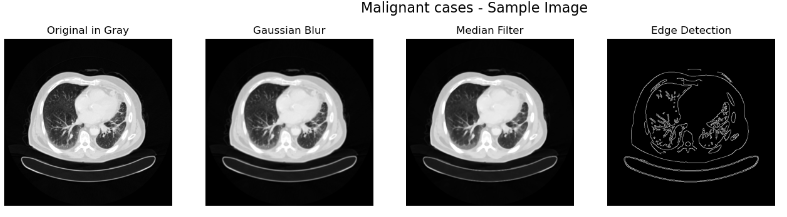 Malignant cases - Sample Image
Original in Gray
Gaussian Blur
Median Filter
Edge Detection